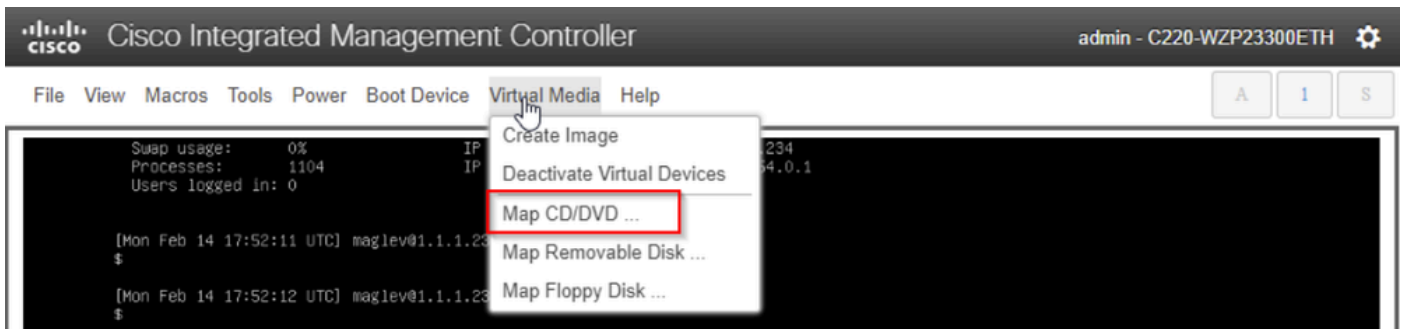 CISCO Cisco Integrated Management Controller admin - C220-WZP23300ETH
File View Macros Tools Power Boot Device Virtual Media Help A 1 S
Create Image
Deactivate Virtual Devices
Map CD/DVD ...
Map Removable Disk ...
Map Floppy Disk ...
Swap usage: 0% IP .234
Processes: 1104 IP 54.0.1
Users logged in: 0
[Mon Feb 14 17:52:11 UTC] maglev@1.1.1.23
$
[Mon Feb 14 17:52:12 UTC] maglev@1.1.1.23
$